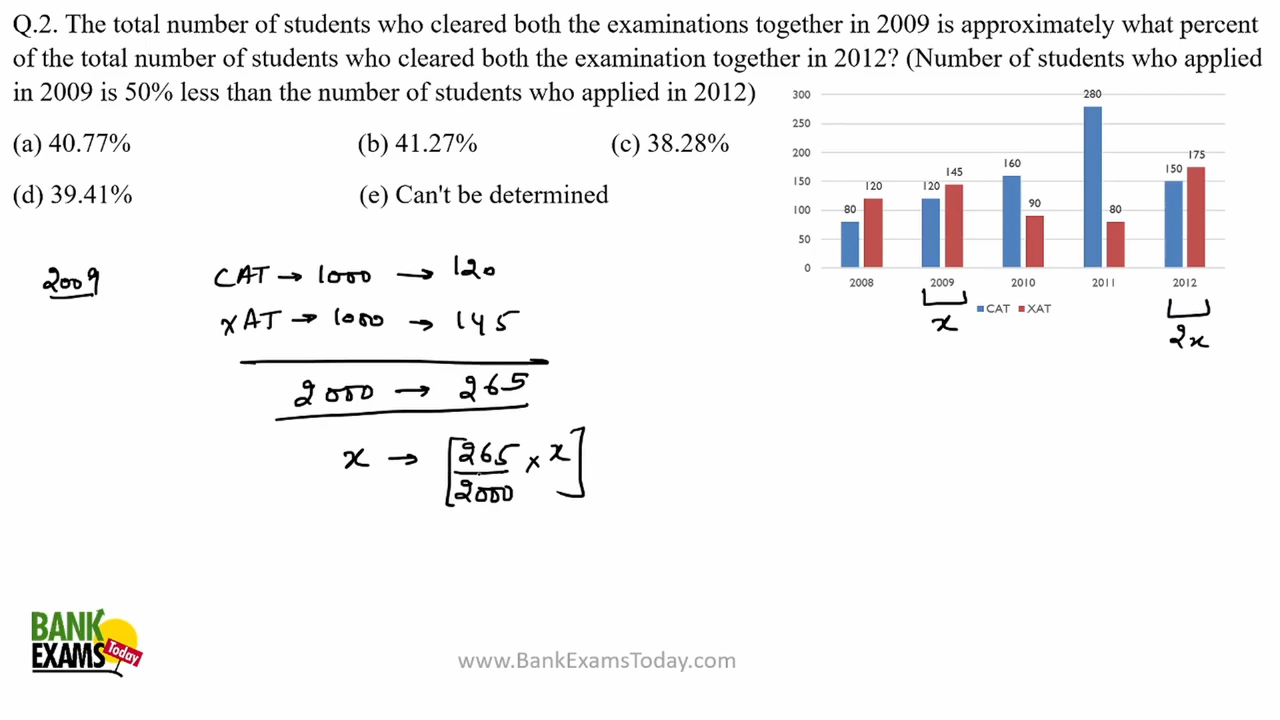 Q.2. The total number of students who cleared both the examinations together in 2009 is approximately what percent
of the total number of students who cleared both the examination together in 2012? (Number of students who applied
in 2009 is 50% less than the number of students who applied in 2012)
(a) 40.77% (b) 41.27% (c) 38.28%
(d) 39.41% (e) Can't be determined
300
250
200
150
100
50
0
80 120 120 145 160 90 280 80 150 175
2008 2009 2010 2011 2012
CAT XAT
x 2x
2009 CAT → 1000 → 120
XAT → 1000 → 145
2000 → 265
x → [265/2000 × x]
BANK
EXAMS Today
www.BankExamsToday.com